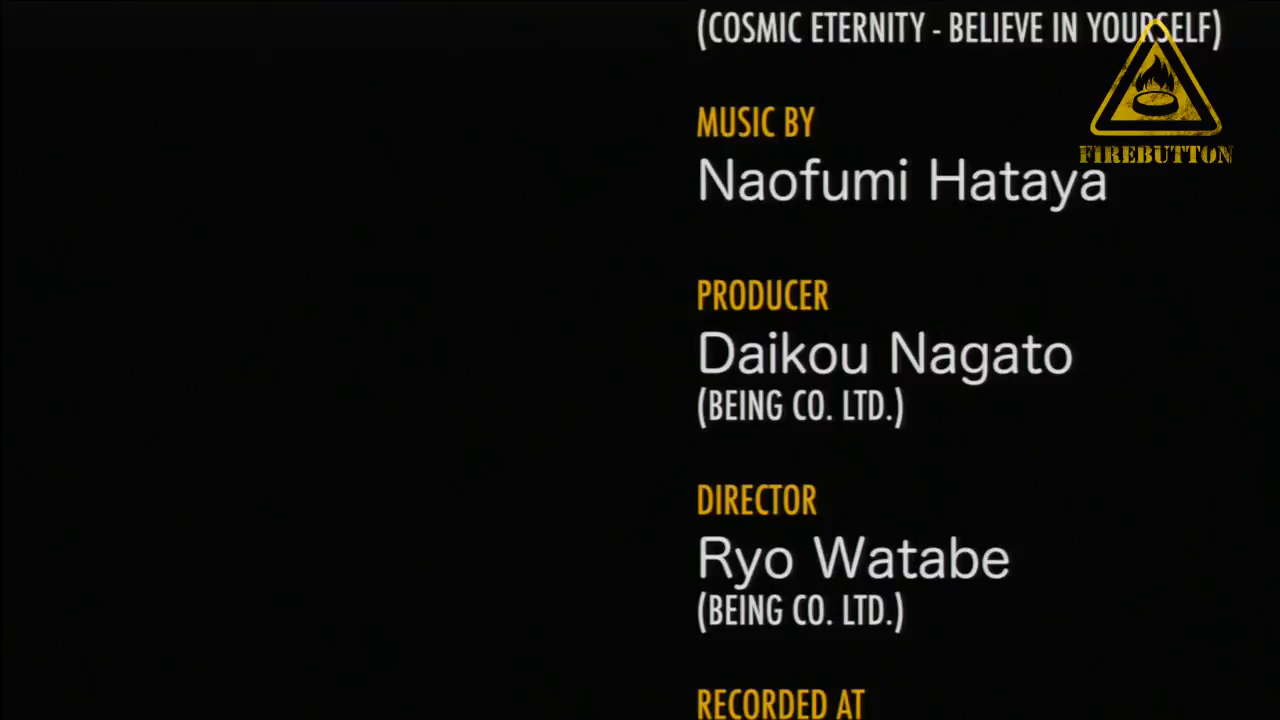 (COSMIC ETERNITY - BELIEVE IN YOURSELF)
FIREBUTTON
MUSIC BY
Naofumi Hataya
PRODUCER
Daikou Nagato
(BEING CO. LTD.)
DIRECTOR
Ryo Watabe
(BEING CO. LTD.)
RECORDED AT